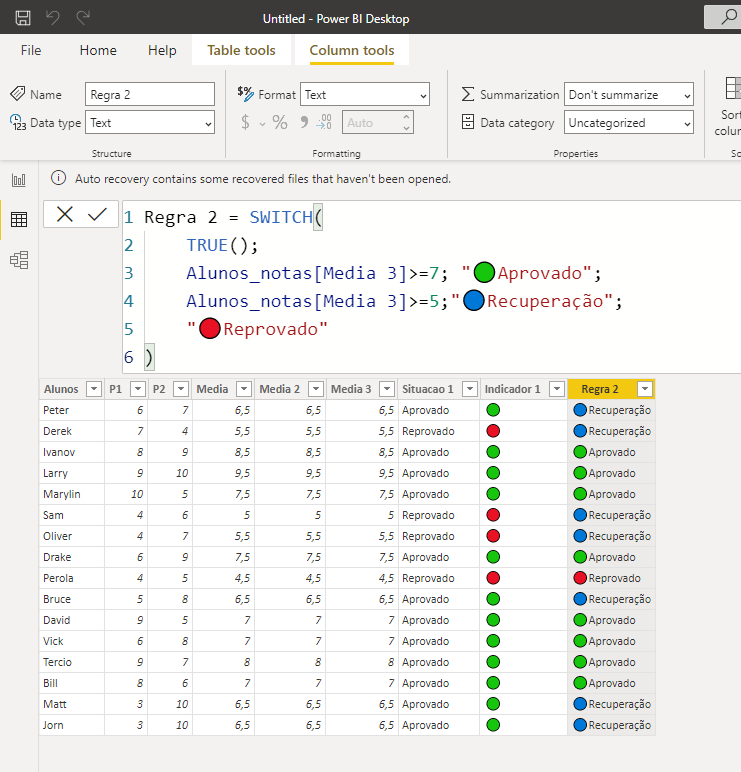 Untitled - Power BI Desktop
File Home Help Table tools Column tools
Name Regra 2 $% Format Text Σ Summarization Don't summarize
123 Data type Text $ % 9 .00 Auto Data category Uncategorized
Structure Formatting Properties
Auto recovery contains some recovered files that haven't been opened.
1 Regra 2 = SWITCH(
2 TRUE();
3 Alunos_notas[Media 3]>=7; "🟢Aprovado";
4 Alunos_notas[Media 3]>=5;"🔵Recuperação";
5 "🔴Reprovado"
6 )
Alunos P1 P2 Media Media 2 Media 3 Situacao 1 Indicador 1 Regra 2
Peter 6 7 6,5 6,5 6,5 Aprovado 🟢 🔵Recuperação
Derek 7 4 5,5 5,5 5,5 Reprovado 🔴 🔵Recuperação
Ivanov 8 9 8,5 8,5 8,5 Aprovado 🟢 🟢Aprovado
Larry 9 10 9,5 9,5 9,5 Aprovado 🟢 🟢Aprovado
Marylin 10 5 7,5 7,5 7,5 Aprovado 🟢 🟢Aprovado
Sam 4 6 5 5 5 Reprovado 🔴 🔵Recuperação
Oliver 4 7 5,5 5,5 5,5 Reprovado 🔴 🔵Recuperação
Drake 6 9 7,5 7,5 7,5 Aprovado 🟢 🟢Aprovado
Perola 4 5 4,5 4,5 4,5 Reprovado 🔴 🔴Reprovado
Bruce 5 8 6,5 6,5 6,5 Aprovado 🟢 🔵Recuperação
David 9 5 7 7 7 Aprovado 🟢 🟢Aprovado
Vick 6 8 7 7 7 Aprovado 🟢 🟢Aprovado
Tercio 9 7 8 8 8 Aprovado 🟢 🟢Aprovado
Bill 8 6 7 7 7 Aprovado 🟢 🟢Aprovado
Matt 3 10 6,5 6,5 6,5 Aprovado 🟢 🔵Recuperação
Jorn 3 10 6,5 6,5 6,5 Aprovado 🟢 🔵Recuperação